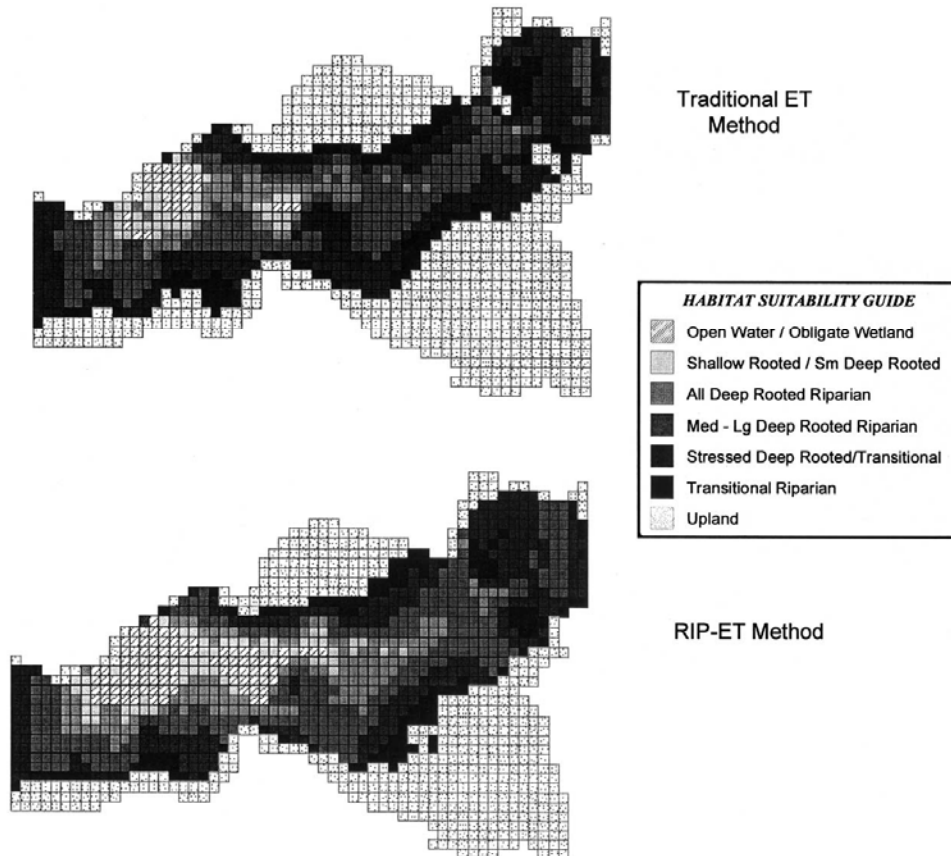 Traditional ET
Method
HABITAT SUITABILITY GUIDE
Open Water / Obligate Wetland
Shallow Rooted / Sm Deep Rooted
All Deep Rooted Riparian
Med - Lg Deep Rooted Riparian
Stressed Deep Rooted/Transitional
Transitional Riparian
Upland
RIP-ET Method